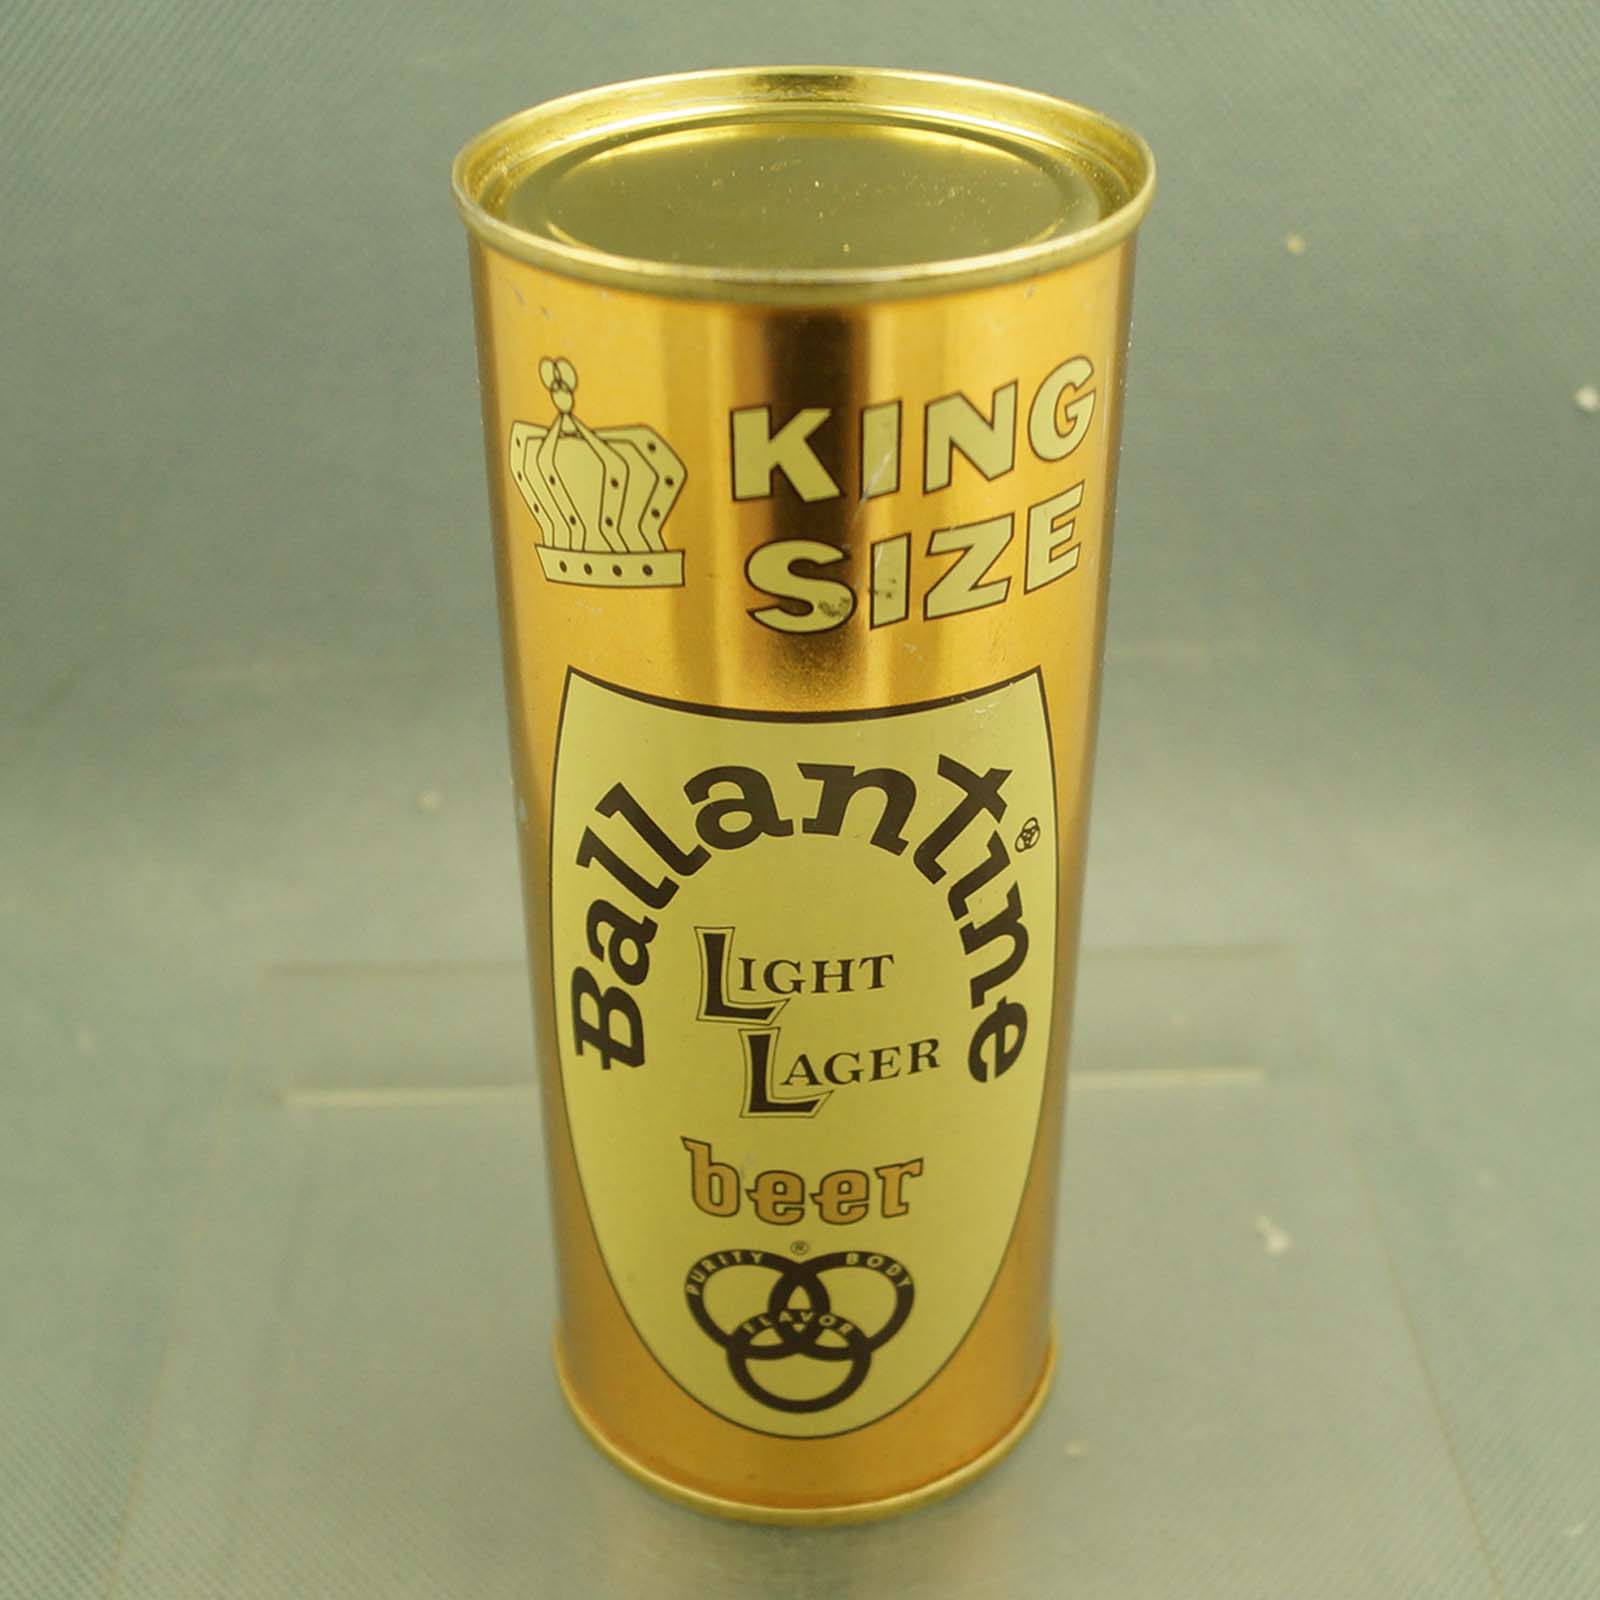 KING
SIZE
Ballantine
LIGHT
LAGER
beer
®
PURITY BODY
FLAVOR